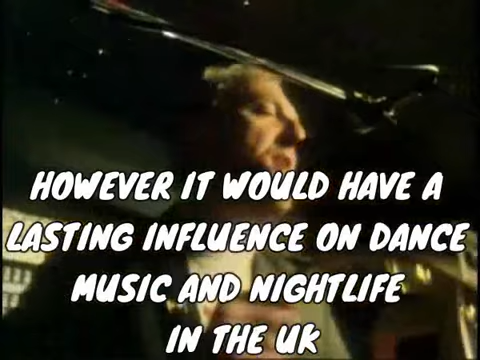 HOWEVER IT WOULD HAVE A
LASTING INFLUENCE ON DANCE
MUSIC AND NIGHTLIFE
IN THE UK